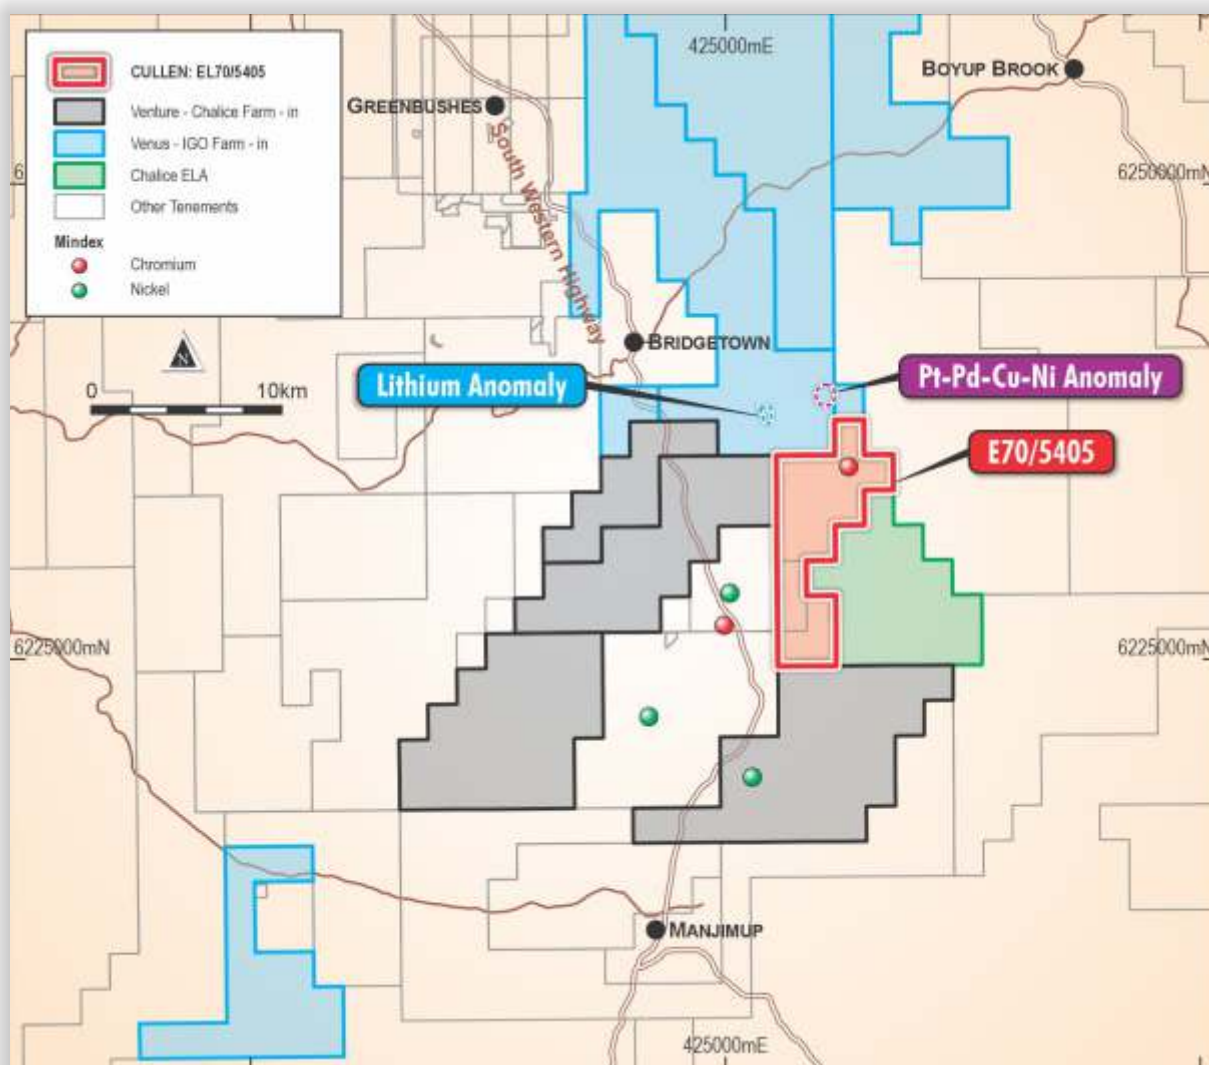 425000mE
BOYUP BROOK
CULLEN: EL70/5405
Venture - Chalice Farm - in
Venus - IGO Farm - in
Chalice ELA
Other Tenements
Mindex
Chromium
Nickel
GREENBUSHES
South Western Highway
6
6250000mN
N
0 10km
BRIDGETOWN
Lithium Anomaly
Pt-Pd-Cu-Ni Anomaly
E70/5405
6225000mN
6225000mN
MANJIMUP
425000mE